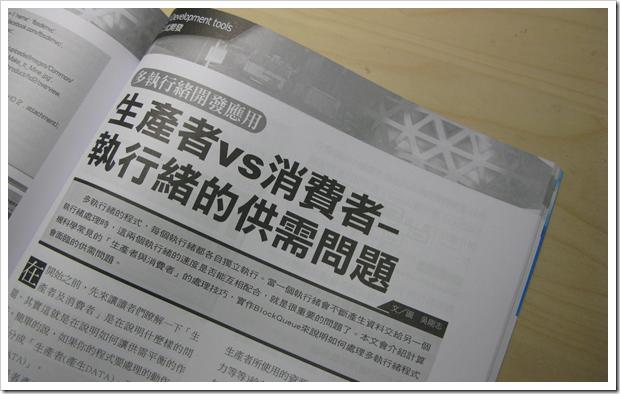 Development tools
多執行緒開發應用
生產者vs消費者_
執行緒的供需問題
多執行緒的程式，每個執行緒都各自獨立執行。當一個執行緒會不斷產生資料交給另一個
執行緒處理時，這兩個執行緒的速度是否能互相配合，就是很重要的問題了。本文會介紹計算
機科學常見的「生產者與消費者」的處理技巧，實作BlockQueue來說明如何處理多執行緒程式
會面臨的供需問題。
文／圖
在開始之前，先來讓讀者們瞭解一下「生
產者及消費者」是在說明什麼樣的問
題。其實這就是在說明如何讓供需平衡的作
，簡單的說，如果你的程式要處理的動作
分成「生產者(產生DATA)」
DATA)」。
生產者所使用的資源
力等等)